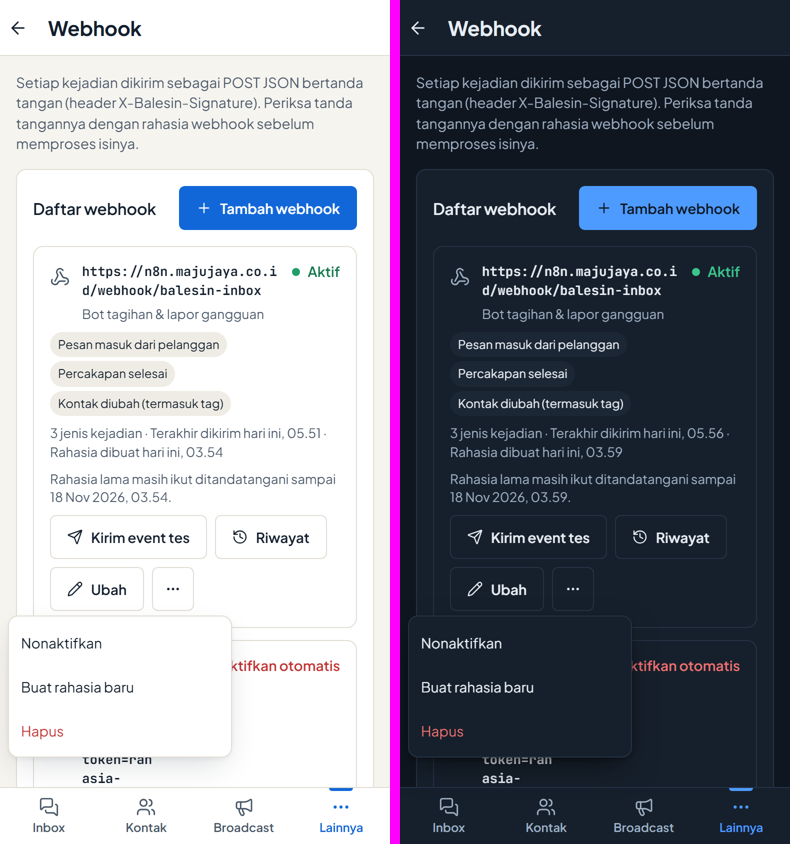 Webhook
Setiap kejadian dikirim sebagai POST JSON bertanda
tangan (header X-Balesin-Signature). Periksa tanda
tangannya dengan rahasia webhook sebelum
memproses isinya.
Daftar webhook
+ Tambah webhook
https://n8n.majujaya.co.i
d/webhook/balesin-inbox
Aktif
Bot tagihan & lapor gangguan
Pesan masuk dari pelanggan
Percakapan selesai
Kontak diubah (termasuk tag)
3 jenis kejadian · Terakhir dikirim hari ini, 05.51 ·
Rahasia dibuat hari ini, 03.54
Rahasia lama masih ikut ditandatangani sampai
18 Nov 2026, 03.54.
Kirim event tes
Riwayat
Ubah
Nonaktifkan
Buat rahasia baru
Hapus
ktifkan otomatis
token=ran
asia-
Inbox
Kontak
Broadcast
Lainnya
Webhook
Setiap kejadian dikirim sebagai POST JSON bertanda
tangan (header X-Balesin-Signature). Periksa tanda
tangannya dengan rahasia webhook sebelum
memproses isinya.
Daftar webhook
+ Tambah webhook
https://n8n.majujaya.co.i
d/webhook/balesin-inbox
Aktif
Bot tagihan & lapor gangguan
Pesan masuk dari pelanggan
Percakapan selesai
Kontak diubah (termasuk tag)
3 jenis kejadian · Terakhir dikirim hari ini, 05.56 ·
Rahasia dibuat hari ini, 03.59
Rahasia lama masih ikut ditandatangani sampai
18 Nov 2026, 03.59.
Kirim event tes
Riwayat
Ubah
Nonaktifkan
Buat rahasia baru
Hapus
ktifkan otomatis
token=ran
asia-
Inbox
Kontak
Broadcast
Lainnya